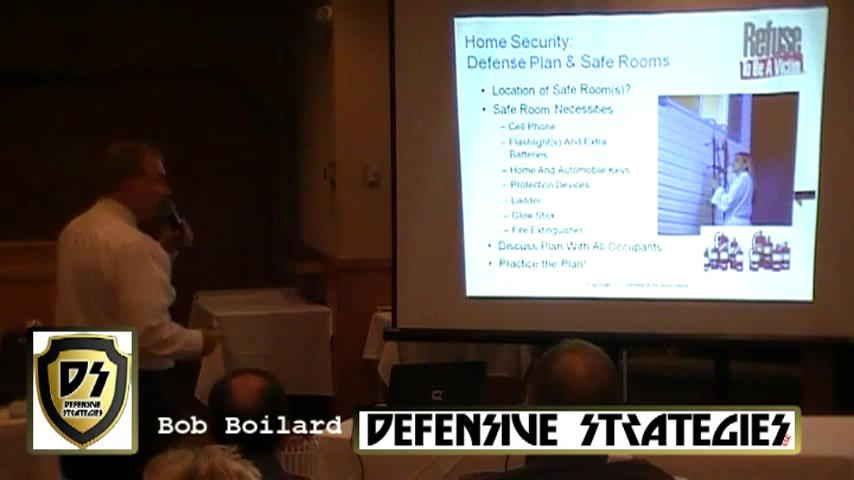 Home Security:
Defense Plan & Safe Rooms
Refuse
To Be A Victim
• Location of Safe Room(s)?
• Safe Room Necessities
– Cell Phone
– Flashlight(s) And Extra
Batteries
– Home And Automobile Keys
– Protection Devices
– Ladder
– Glow Stick
– Fire Extinguisher
• Discuss Plan With All Occupants
• Practice the Plan!
DS
DEFENSIVE
STRATEGIES
Bob Boilard
DEFENSIVE STRATEGIES